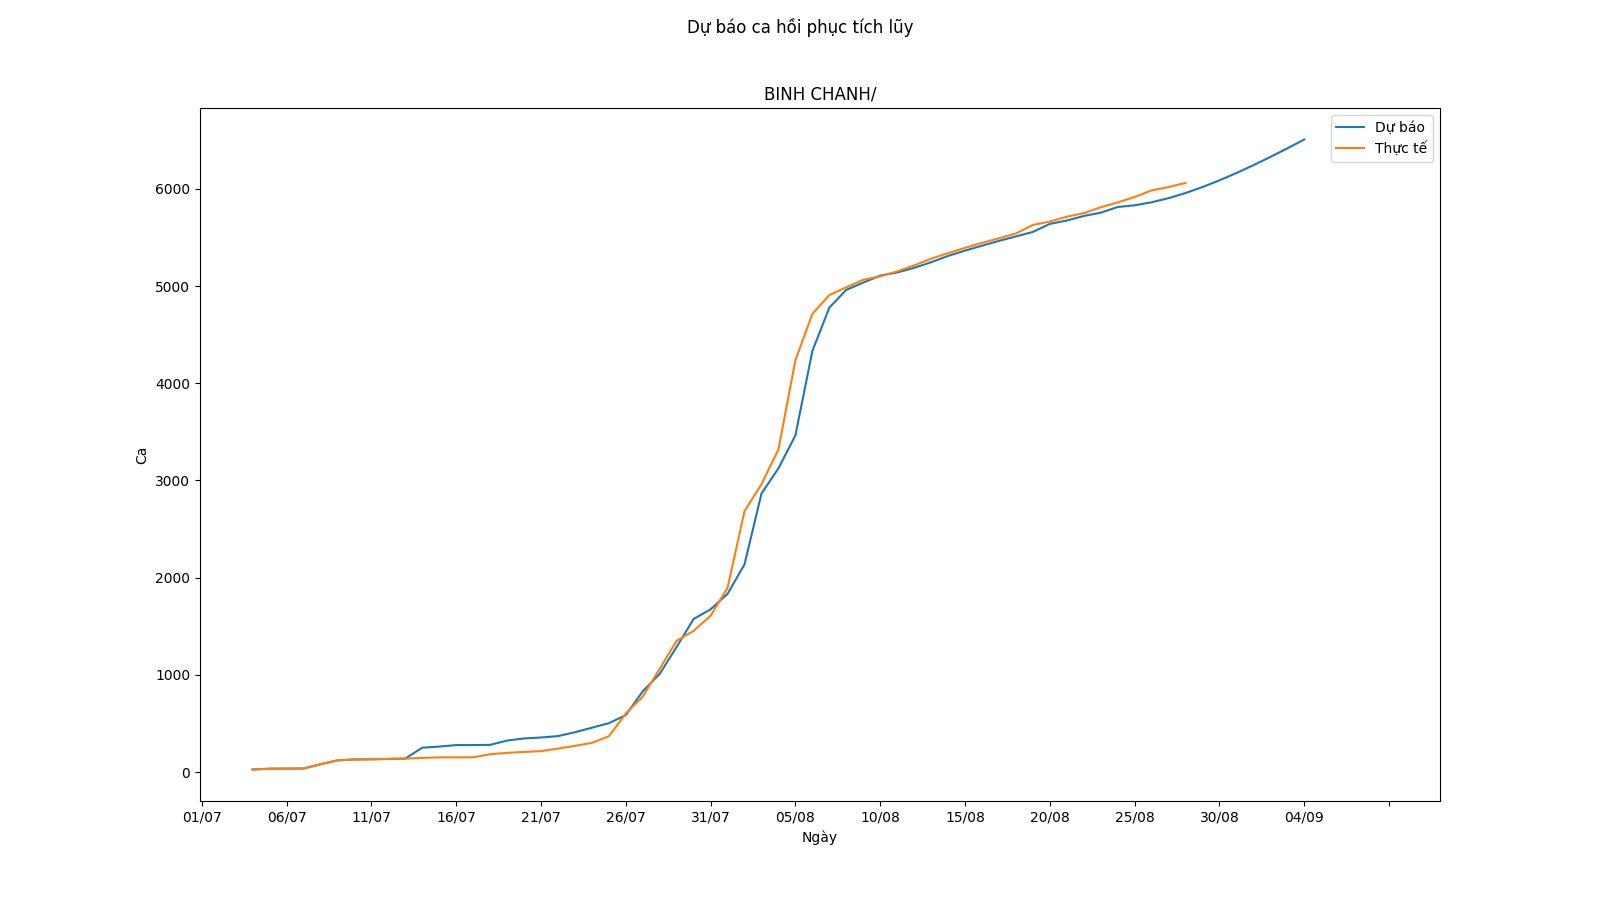 Dự báo ca hồi phục tích lũy
BINH CHANH/
Dự báo
Thực tế
6000
5000
4000
3000
2000
1000
0
Ca
01/07 06/07 11/07 16/07 21/07 26/07 31/07 05/08 10/08 15/08 20/08 25/08 30/08 04/09
Ngày